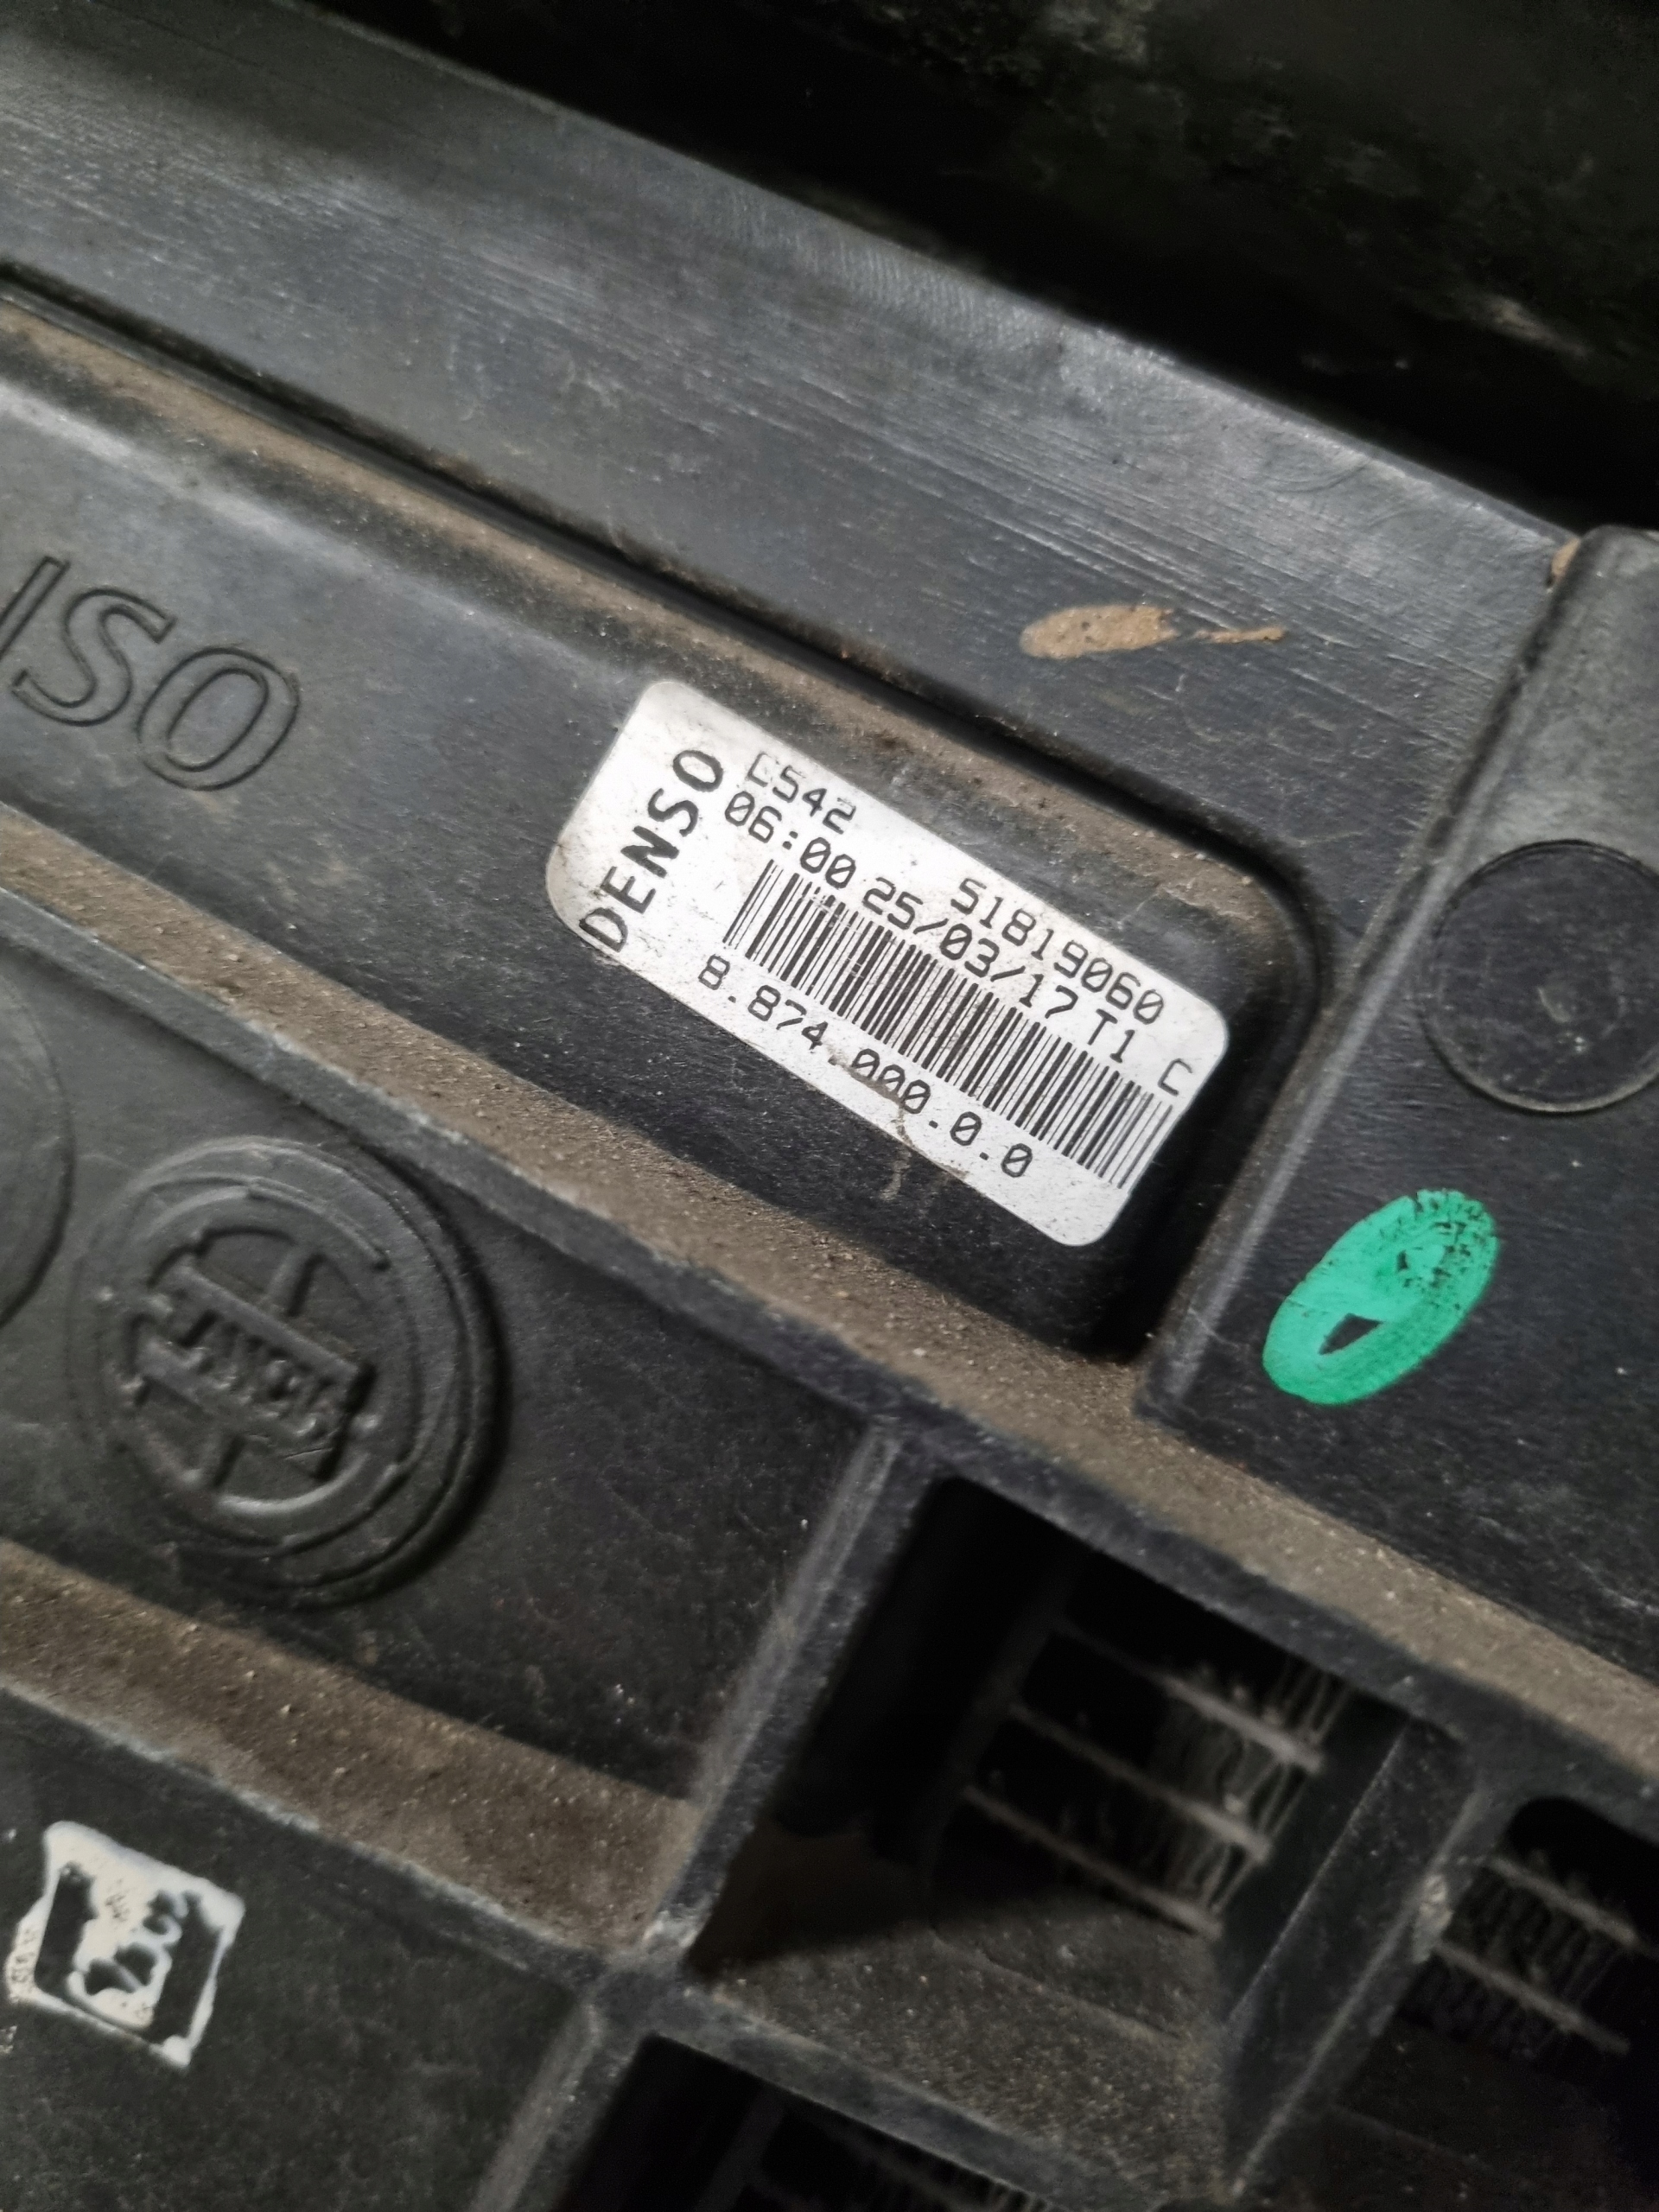 NSO
DENSO
C542 51819060
06:00 25/03/17 T1 C
8.874.000.0.0